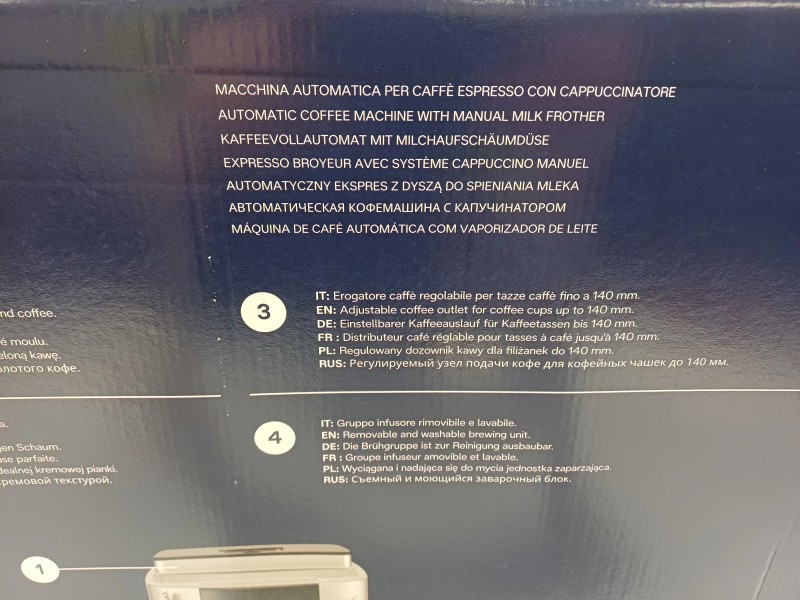 MACCHINA AUTOMATICA PER CAFFÈ ESPRESSO CON CAPPUCCINATORE
AUTOMATIC COFFEE MACHINE WITH MANUAL MILK FROTHER
KAFFEEVOLLAUTOMAT MIT MILCHAUFSCHÄUMDÜSE
EXPRESSO BROYEUR AVEC SYSTÈME CAPPUCCINO MANUEL
AUTOMATYCZNY EKSPRES Z DYSZĄ DO SPIENIANIA MLEKA
АВТОМАТИЧЕСКАЯ КОФЕМАШИНА С КАПУЧИНАТОРОМ
MÁQUINA DE CAFÉ AUTOMÁTICA COM VAPORIZADOR DE LEITE
nd coffee.
é moulu.
eloną kawę.
олотого кофе.
3
IT: Erogatore caffè regolabile per tazze caffè fino a 140 mm.
EN: Adjustable coffee outlet for coffee cups up to 140 mm.
DE: Einstellbarer Kaffeeauslauf für Kaffeetassen bis 140 mm.
FR : Distributeur café réglable pour tasses à café jusqu'à 140 mm.
PL: Regulowany dozownik kawy dla filiżanek do 140 mm.
RUS: Регулируемый узел подачи кофе для кофейных чашек до 140 мм.
a.
gen Schaum.
se parfaite.
dealnej kremowej pianki.
кремовой текстурой.
4
IT: Gruppo infusore rimovibile e lavabile.
EN: Removable and washable brewing unit.
DE: Die Brühgruppe ist zur Reinigung ausbaubar.
FR : Groupe infuseur amovible et lavable.
PL: Wyciągana i nadająca się do mycia jednostka zaparzająca.
RUS: Съемный и моющийся заварочный блок.
1